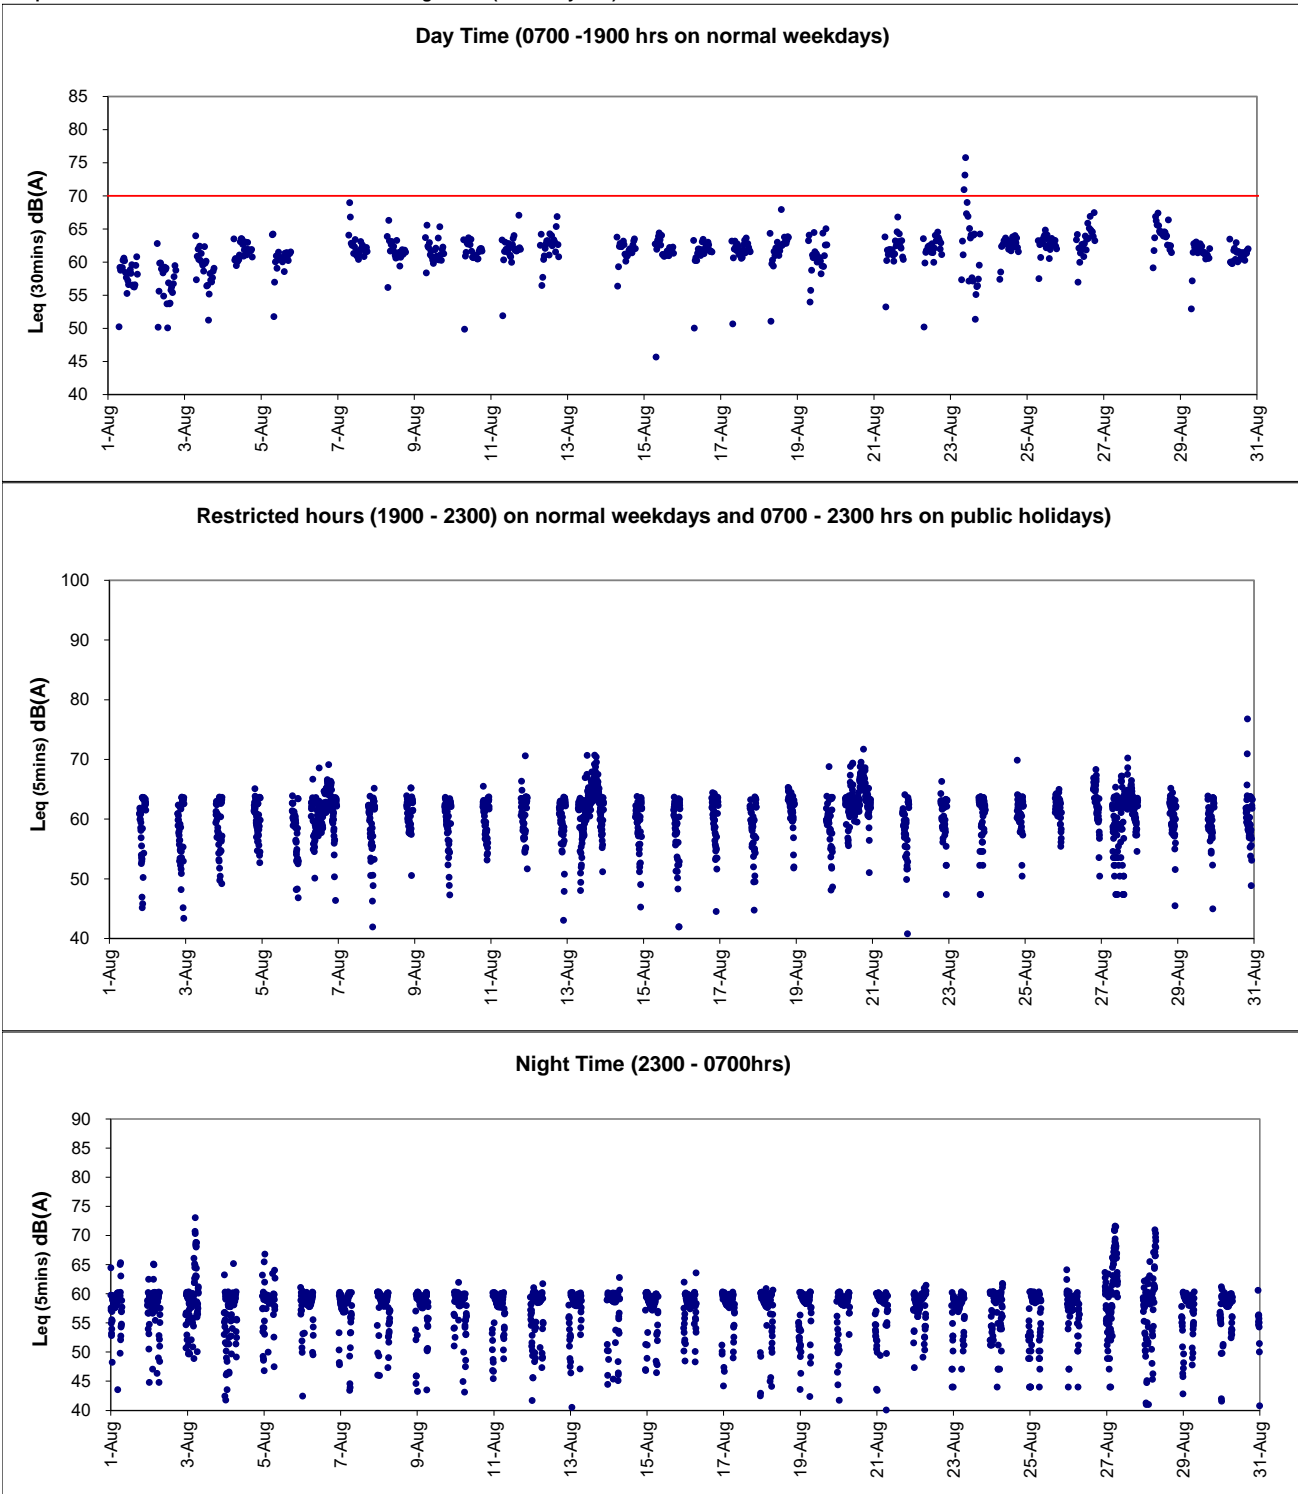 Day Time (0700 -1900 hrs on normal weekdays)
Leq (30mins) dB(A)
85
80
75
70
65
60
55
50
45
40
1-Aug
3-Aug
5-Aug
7-Aug
9-Aug
11-Aug
13-Aug
15-Aug
17-Aug
19-Aug
21-Aug
23-Aug
25-Aug
27-Aug
29-Aug
31-Aug
Restricted hours (1900 - 2300) on normal weekdays and 0700 - 2300 hrs on public holidays)
Leq (5mins) dB(A)
100
90
80
70
60
50
40
1-Aug
3-Aug
5-Aug
7-Aug
9-Aug
11-Aug
13-Aug
15-Aug
17-Aug
19-Aug
21-Aug
23-Aug
25-Aug
27-Aug
29-Aug
31-Aug
Night Time (2300 - 0700hrs)
Leq (5mins) dB(A)
90
85
80
75
70
65
60
55
50
45
40
1-Aug
3-Aug
5-Aug
7-Aug
9-Aug
11-Aug
13-Aug
15-Aug
17-Aug
19-Aug
21-Aug
23-Aug
25-Aug
27-Aug
29-Aug
31-Aug